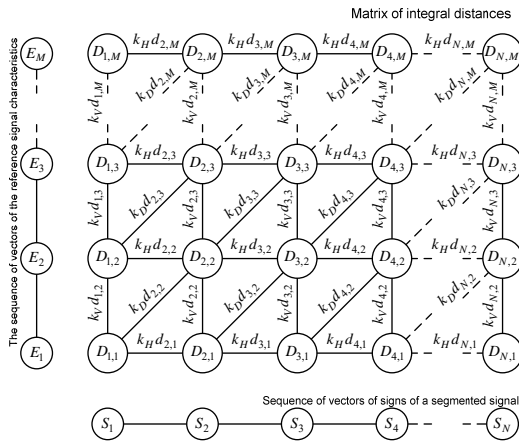 Matrix of integral distances
The sequence of vectors of the reference signal characteristics
E_M D_{1,M} k_H d_{2,M} D_{2,M} k_H d_{3,M} D_{3,M} k_H d_{4,M} D_{4,M} k_H d_{N,M} D_{N,M}
k_V d_{1,M} k_D d_{2,M} k_V d_{2,M} k_D d_{3,M} k_V d_{3,M} k_D d_{4,M} k_V d_{4,M} k_D d_{N,M} k_V d_{N,M}
E_3 D_{1,3} k_H d_{2,3} D_{2,3} k_H d_{3,3} D_{3,3} k_H d_{4,3} D_{4,3} k_H d_{N,3} D_{N,3}
k_V d_{1,3} k_D d_{2,3} k_V d_{2,3} k_D d_{3,3} k_V d_{3,3} k_D d_{4,3} k_V d_{4,3} k_D d_{N,3} k_V d_{N,3}
E_2 D_{1,2} k_H d_{2,2} D_{2,2} k_H d_{3,2} D_{3,2} k_H d_{4,2} D_{4,2} k_H d_{N,2} D_{N,2}
k_V d_{1,2} k_D d_{2,2} k_V d_{2,2} k_D d_{3,2} k_V d_{3,2} k_D d_{4,2} k_V d_{4,2} k_D d_{N,2} k_V d_{N,2}
E_1 D_{1,1} k_H d_{2,1} D_{2,1} k_H d_{3,1} D_{3,1} k_H d_{4,1} D_{4,1} k_H d_{N,1} D_{N,1}
Sequence of vectors of signs of a segmented signal
S_1 S_2 S_3 S_4 S_N